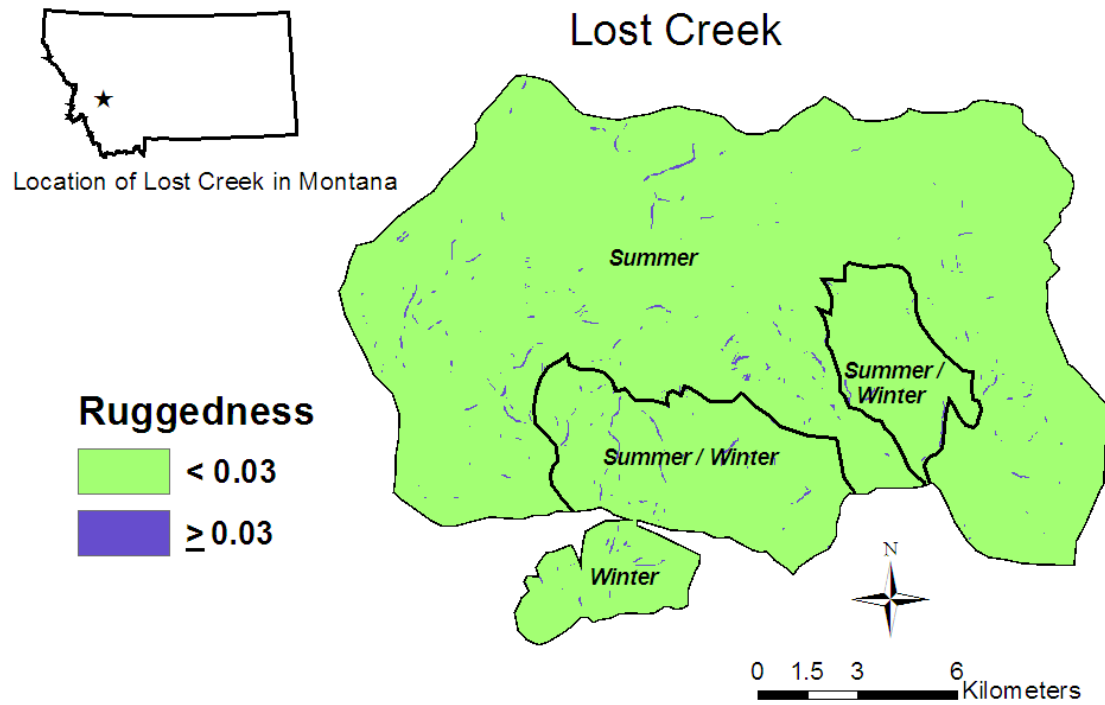 Lost Creek
Location of Lost Creek in Montana
Summer
Summer /
Winter
Summer / Winter
Winter
Ruggedness
< 0.03
≥ 0.03
N
0 1.5 3 6
Kilometers